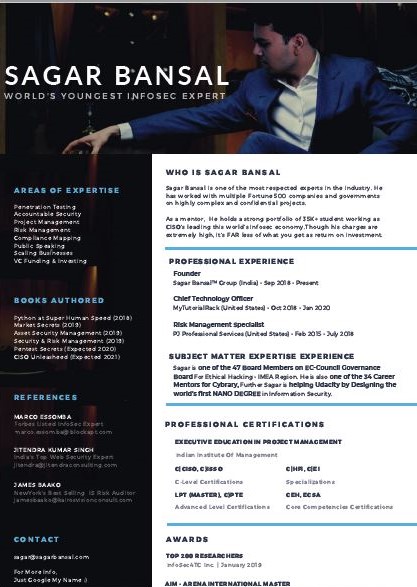 SAGAR BANSAL
WORLD'S YOUNGEST INFOSEC EXPERT
AREAS OF EXPERTISE
Penetration Testing
Accountable Security
Project Management
Risk Management
Compliance Mapping
Public Speaking
Scaling Businesses
VC Funding & Investing
BOOKS AUTHORED
Python at Super Human Speed (2018)
Market Secrets (2019)
Asset Security Management (2019)
Security & Risk Management (2019)
Pentest Secrets (Expected 2020)
CISO Unleashed (Expected 2021)
REFERENCES
MARCO ESSOMBA
Forbes Listed InfoSec Expert
marco.essomba@blockapt.com
JITENDRA KUMAR SINGH
India's Top Web Security Expert
jitendra@jitendraconsulting.com
JAMES BAAKO
NewYork's Best Selling IS Risk Auditor
jamesbaako@kairosvisionconsult.com
CONTACT
sagar@sagarbansal.com
For More Info,
Just Google My Name :)
WHO IS SAGAR BANSAL
Sagar Bansal is one of the most respected experts in the industry. He
has worked with multiple Fortune 500 companies and governments
on highly complex and confidential projects.
As a mentor, He holds a strong portfolio of 35K+ student working as
CISO's leading this world's infosec economy.Though his charges are
extremely high, it's FAR less of what you get as return on investment.
PROFESSIONAL EXPERIENCE
Founder
Sagar Bansal™ Group (India) - Sep 2018 - Present
Chief Technology Officer
MyTutorialRack (United States) - Oct 2018 - Jan 2020
Risk Management Specialist
PJ Professional Services (United States) - Feb 2015 - July 2018
SUBJECT MATTER EXPERTISE EXPERIENCE
Sagar is one of the 47 Board Members on EC-Council Governance
Board For Ethical Hacking - IMEA Region. He is also one of the 34 Career
Mentors for Cybrary, Further Sagar is helping Udacity by Designing the
world's first NANO DEGREE in Information Security.
PROFESSIONAL CERTIFICATIONS
EXECUTIVE EDUCATION IN PROJECT MANAGEMENT
Indian Institute Of Management
C|CISO, C|SSO C|HFI, C|EI
C-Level Certifications Specializations
LPT (MASTER), C|PTE CEH, ECSA
Advanced Level Certifications Core Competencies Certifications
AWARDS
TOP 200 RESEARCHERS
InfoSec4TC Inc. | January 2019
AIM - ARENA INTERNATIONAL MASTER